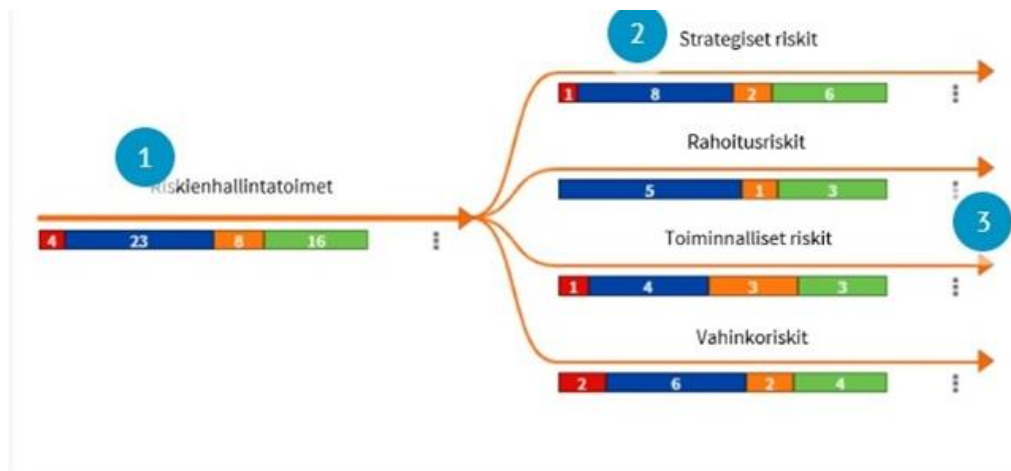 2
Strategiset riskit
1 8 2 6
Rahoitusriskit
5 1 3
1
Riskienhallintatoimet
4 23 8 16
3
Toiminnalliset riskit
1 4 3 3
Vahinkoriskit
2 6 2 4